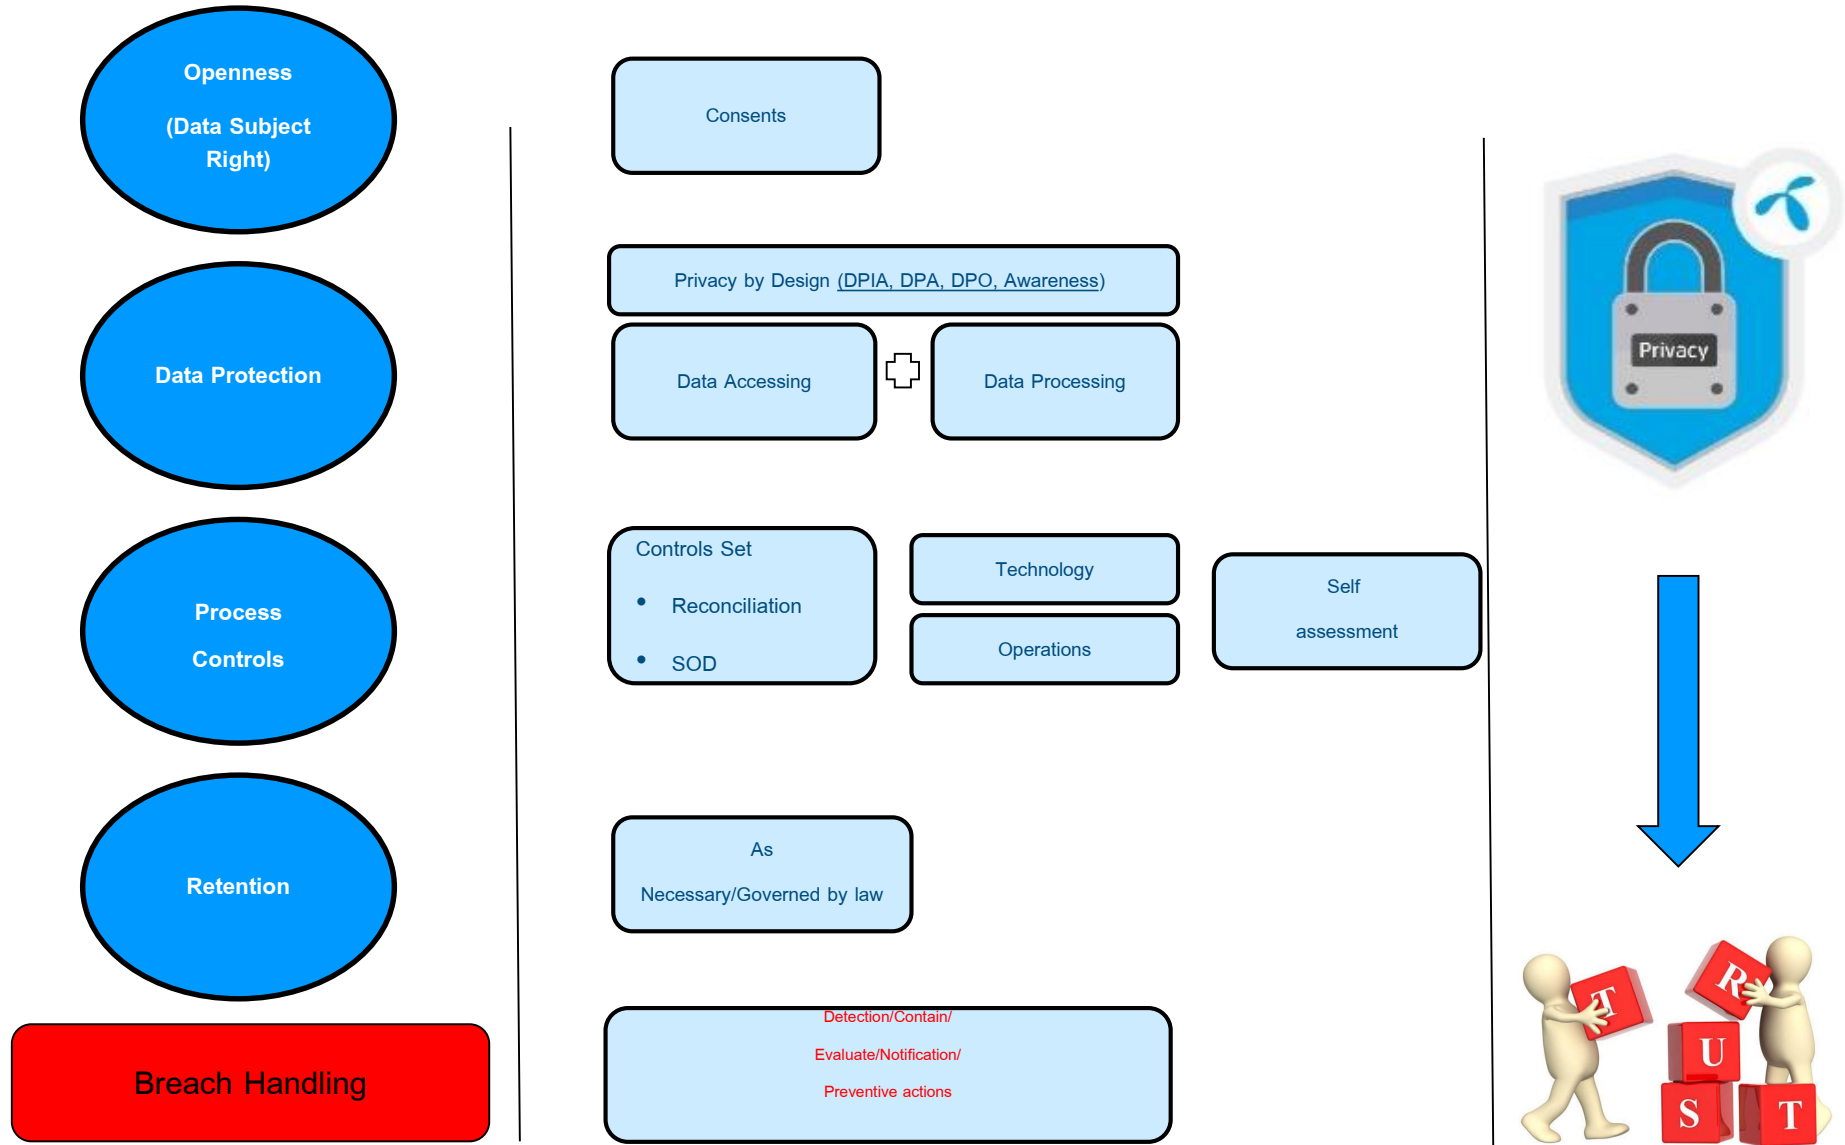 Openness
(Data Subject
Right)
Consents
Privacy by Design (DPIA, DPA, DPO, Awareness)
Data Protection
Data Accessing
Data Processing
Privacy
Process
Controls
Controls Set
• Reconciliation
• SOD
Technology
Operations
Self
assessment
Retention
As
Necessary/Governed by law
Breach Handling
Detection/Contain/
Evaluate/Notification/
Preventive actions
T R
U
S T